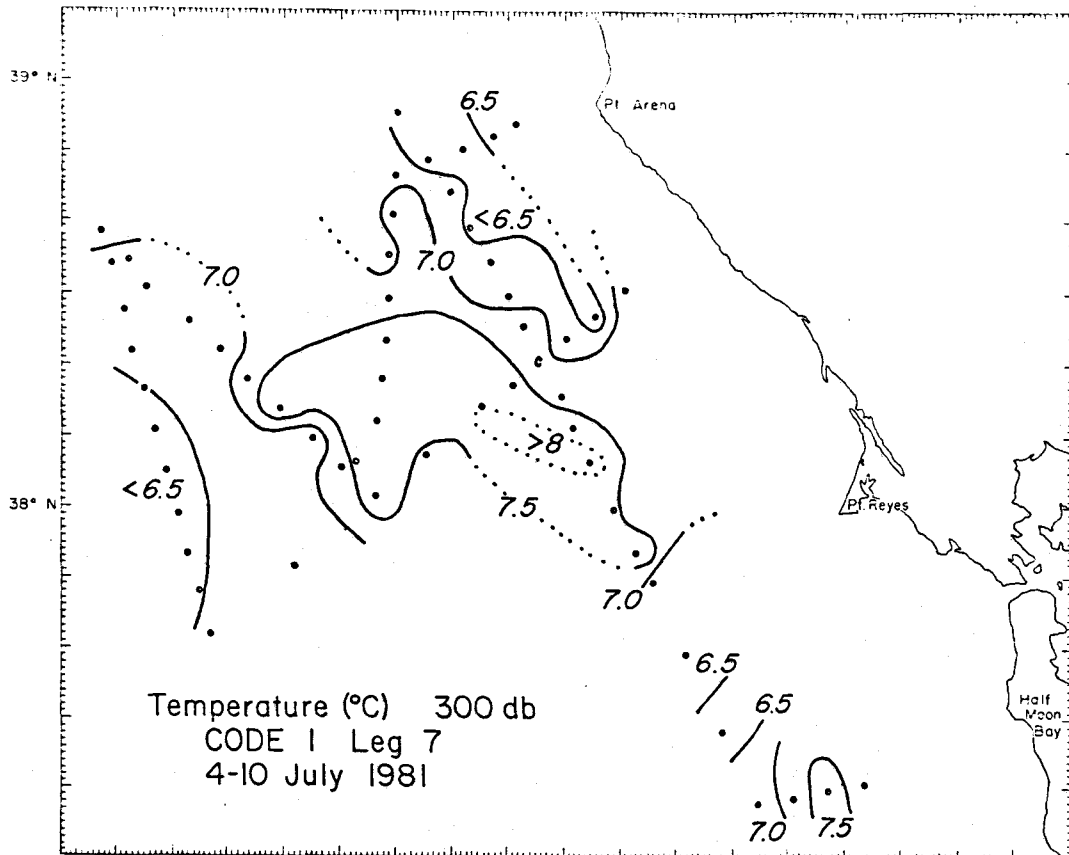 39° N
6.5
Pt. Arena
<6.5
7.0
7.0
>8
<6.5
7.5
38° N
Pt. Reyes
7.0
6.5
6.5
Temperature (°C) 300 db
CODE 1 Leg 7
4-10 July 1981
Half
Moon
Bay
7.0
7.5